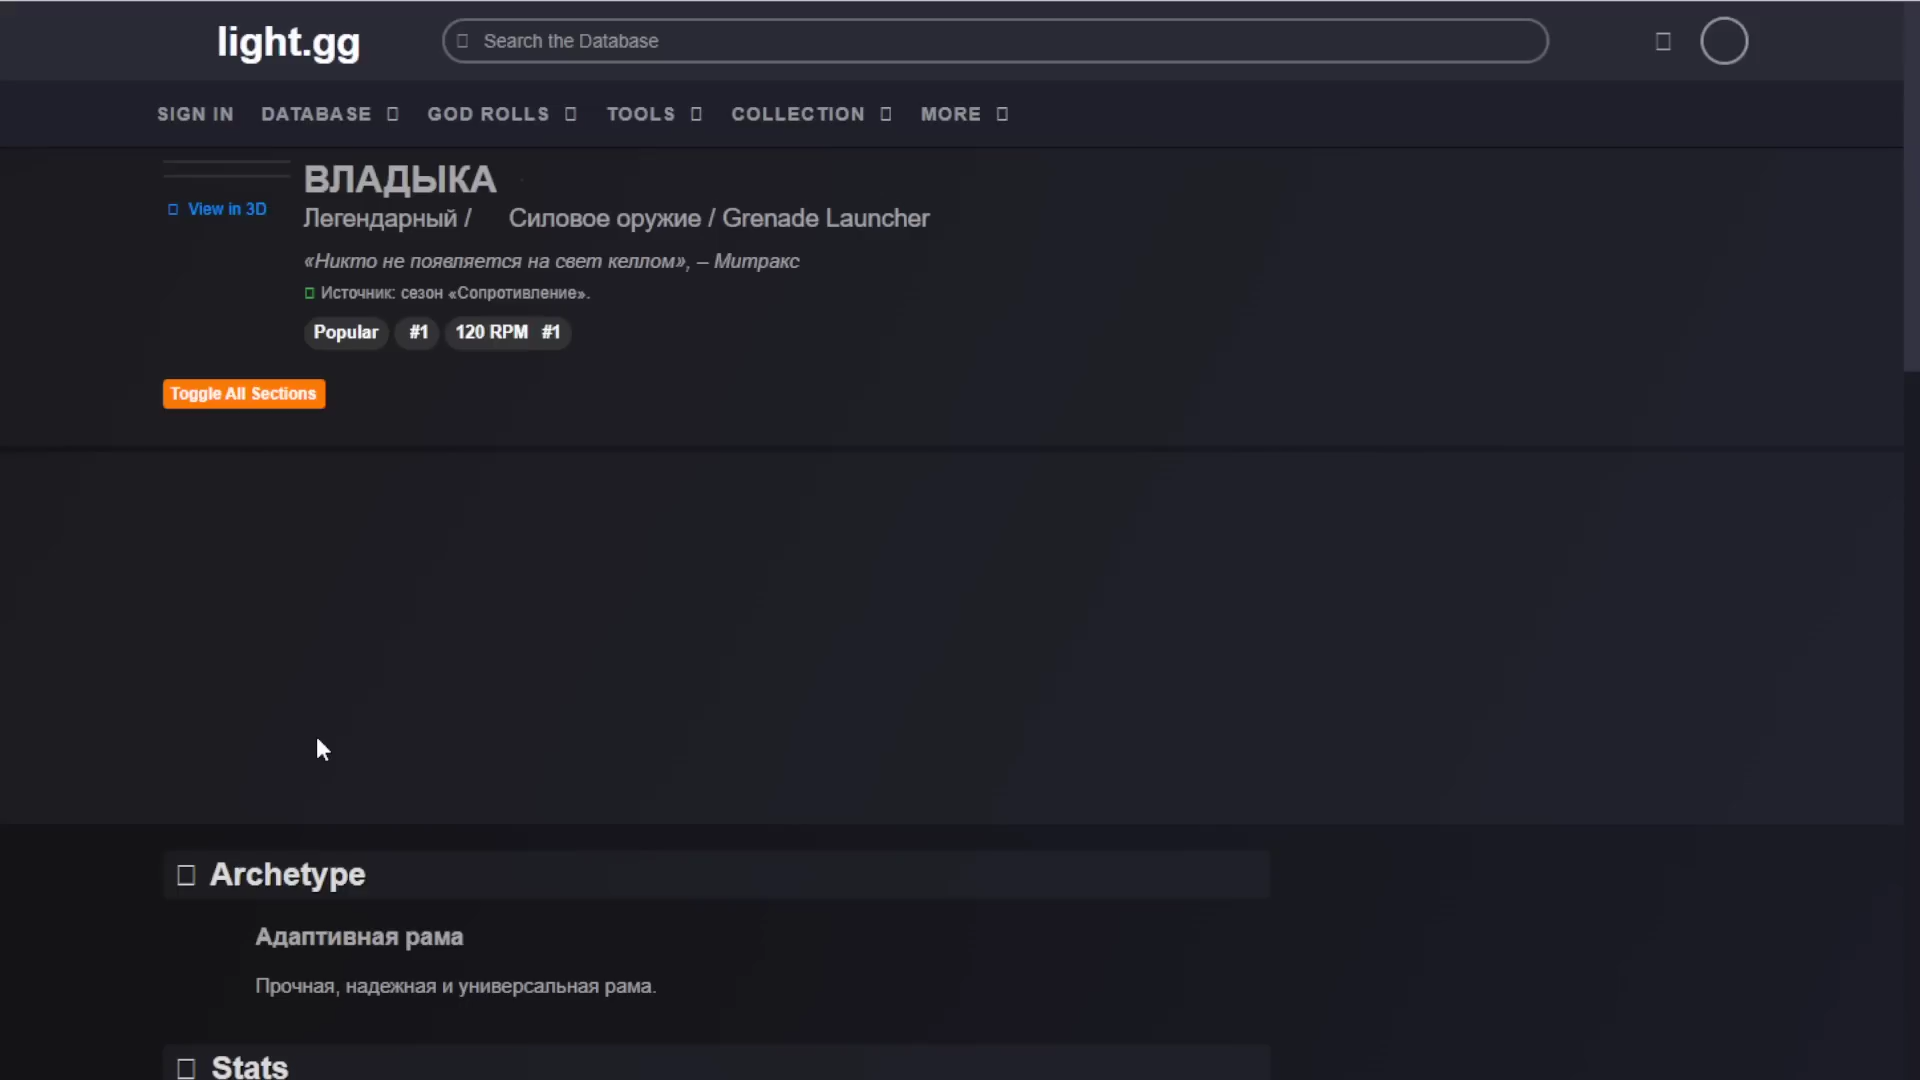 light.gg
Search the Database
SIGN IN DATABASE GOD ROLLS TOOLS COLLECTION MORE
ВЛАДЫКА
View in 3D
Легендарный / Силовое оружие / Grenade Launcher
«Никто не появляется на свет келлом», – Митракс
Источник: сезон «Сопротивление».
Popular #1 120 RPM #1
Toggle All Sections
Archetype
Адаптивная рама
Прочная, надежная и универсальная рама.
Stats